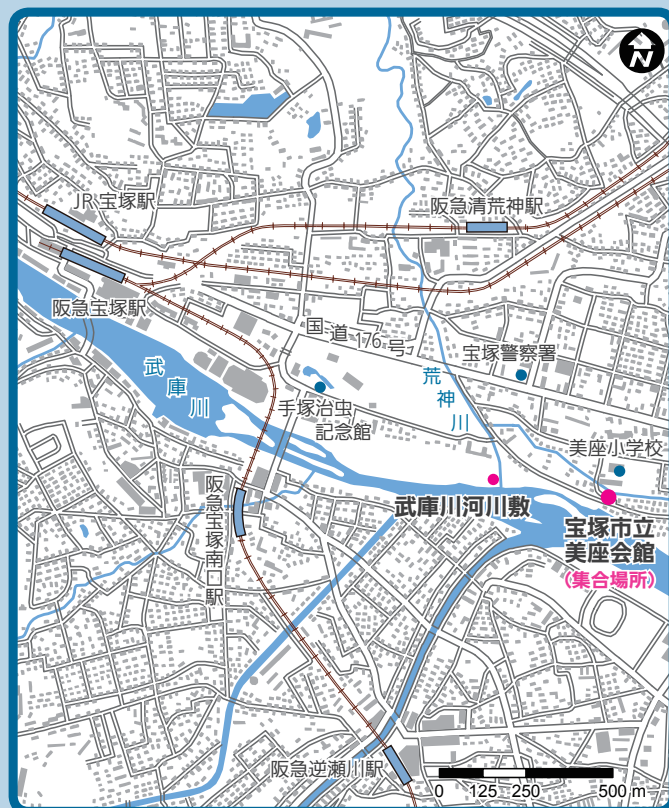 N
JR宝塚駅
阪急清荒神駅
阪急宝塚駅
国道176号
宝塚警察署
武庫川
荒神川
手塚治虫
記念館
美座小学校
武庫川河川敷
阪急宝塚南口駅
宝塚市立
美座会館
(集合場所)
阪急逆瀬川駅
0 125 250 500 m